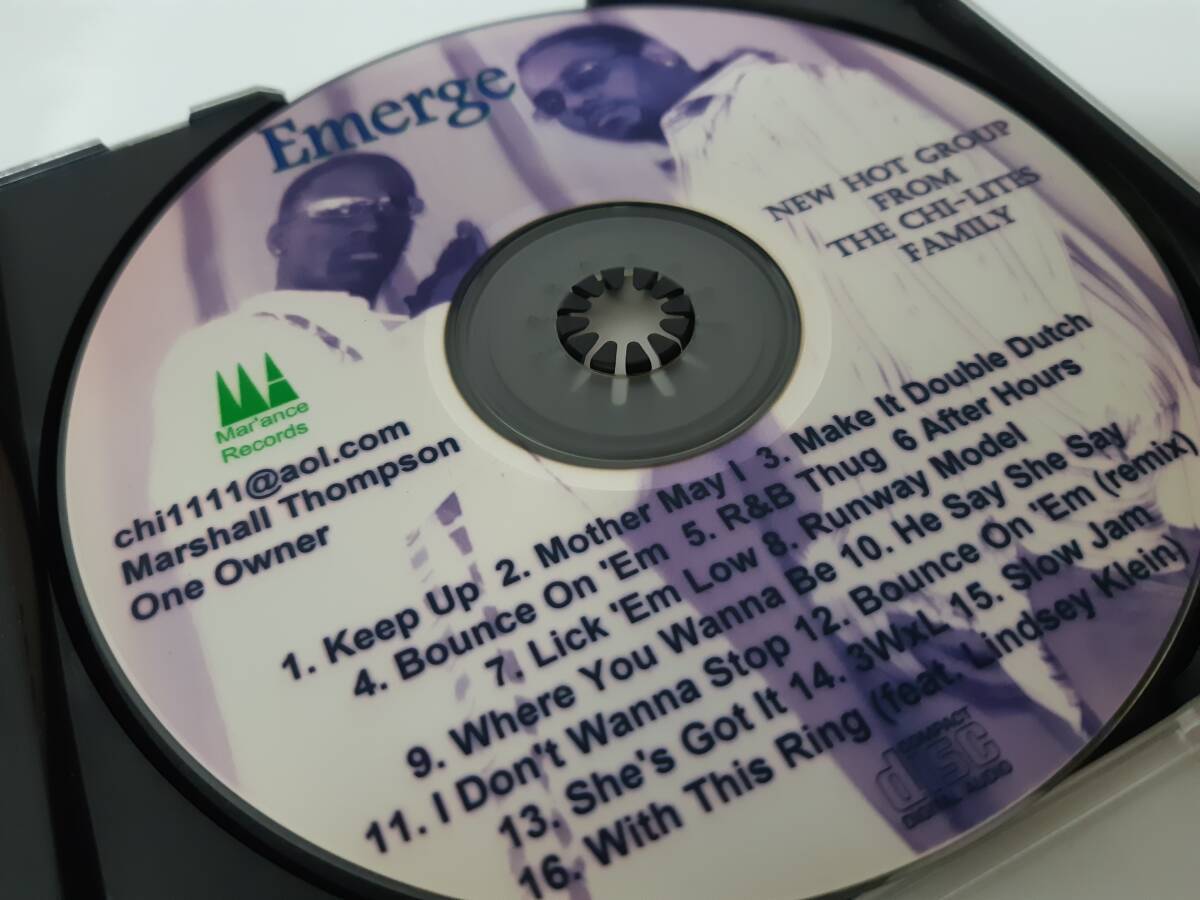 Emerge
NEW HOT GROUP
FROM
THE CHI-LITES
FAMILY
Mar'ance
Records
chi1111@aol.com
Marshall Thompson
One Owner
1. Keep Up 2. Mother May I 3. Make It Double Dutch
4. Bounce On 'Em 5. R&B Thug 6 After Hours
7. Lick 'Em Low 8. Runway Model
9. Where You Wanna Be 10. He Say She Say
11. I Don't Wanna Stop 12. Bounce On 'Em (remix)
13. She's Got It 14. 3WxL 15. Slow Jam
16. With This Ring (feat. Lindsey Klein)
COMPACT
disc
DIGITAL AUDIO